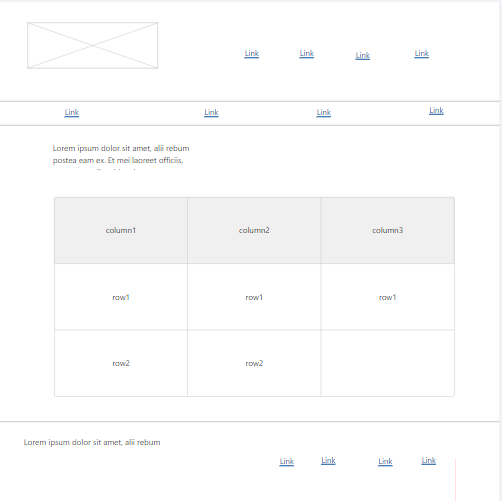 Link Link Link Link
Link Link Link Link
Lorem ipsum dolor sit amet, alii rebum
postea eam ex. Et mei laoreet officiis,
column1 column2 column3
row1 row1 row1
row2 row2
Lorem ipsum dolor sit amet, alii rebum
Link Link Link Link